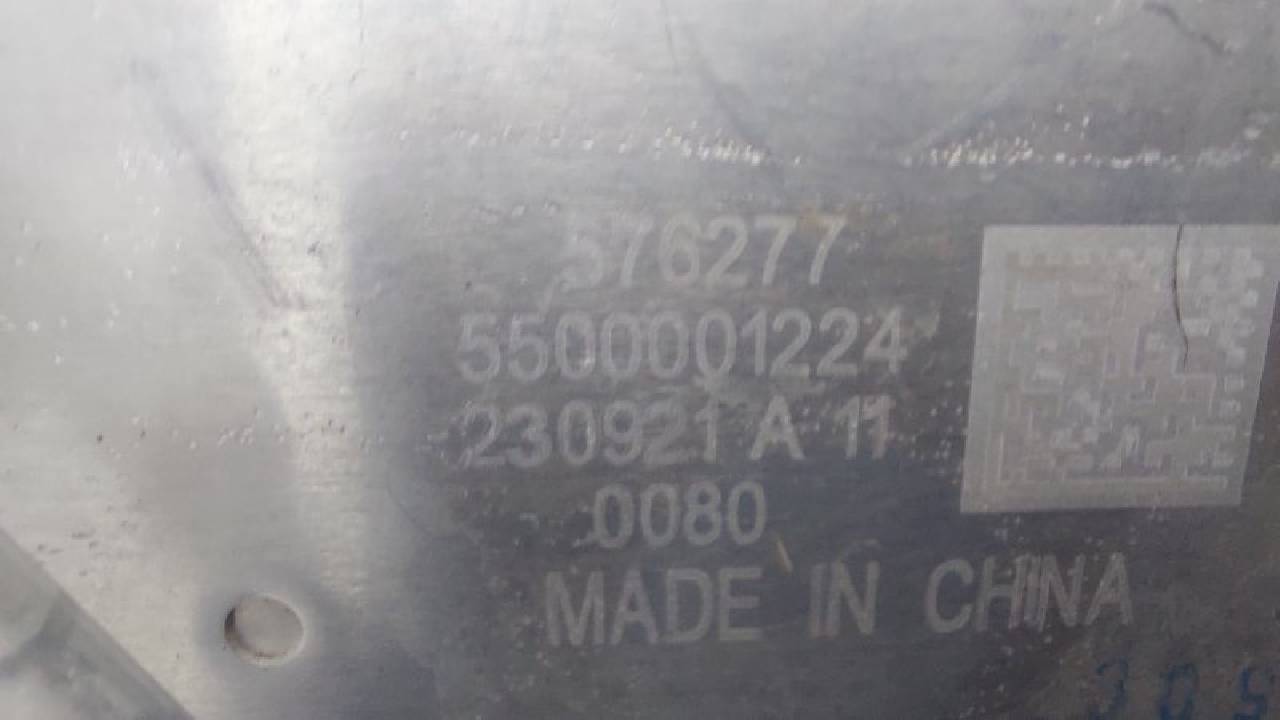 576277
5500001224
230921 A 11
0080
MADE IN CHINA